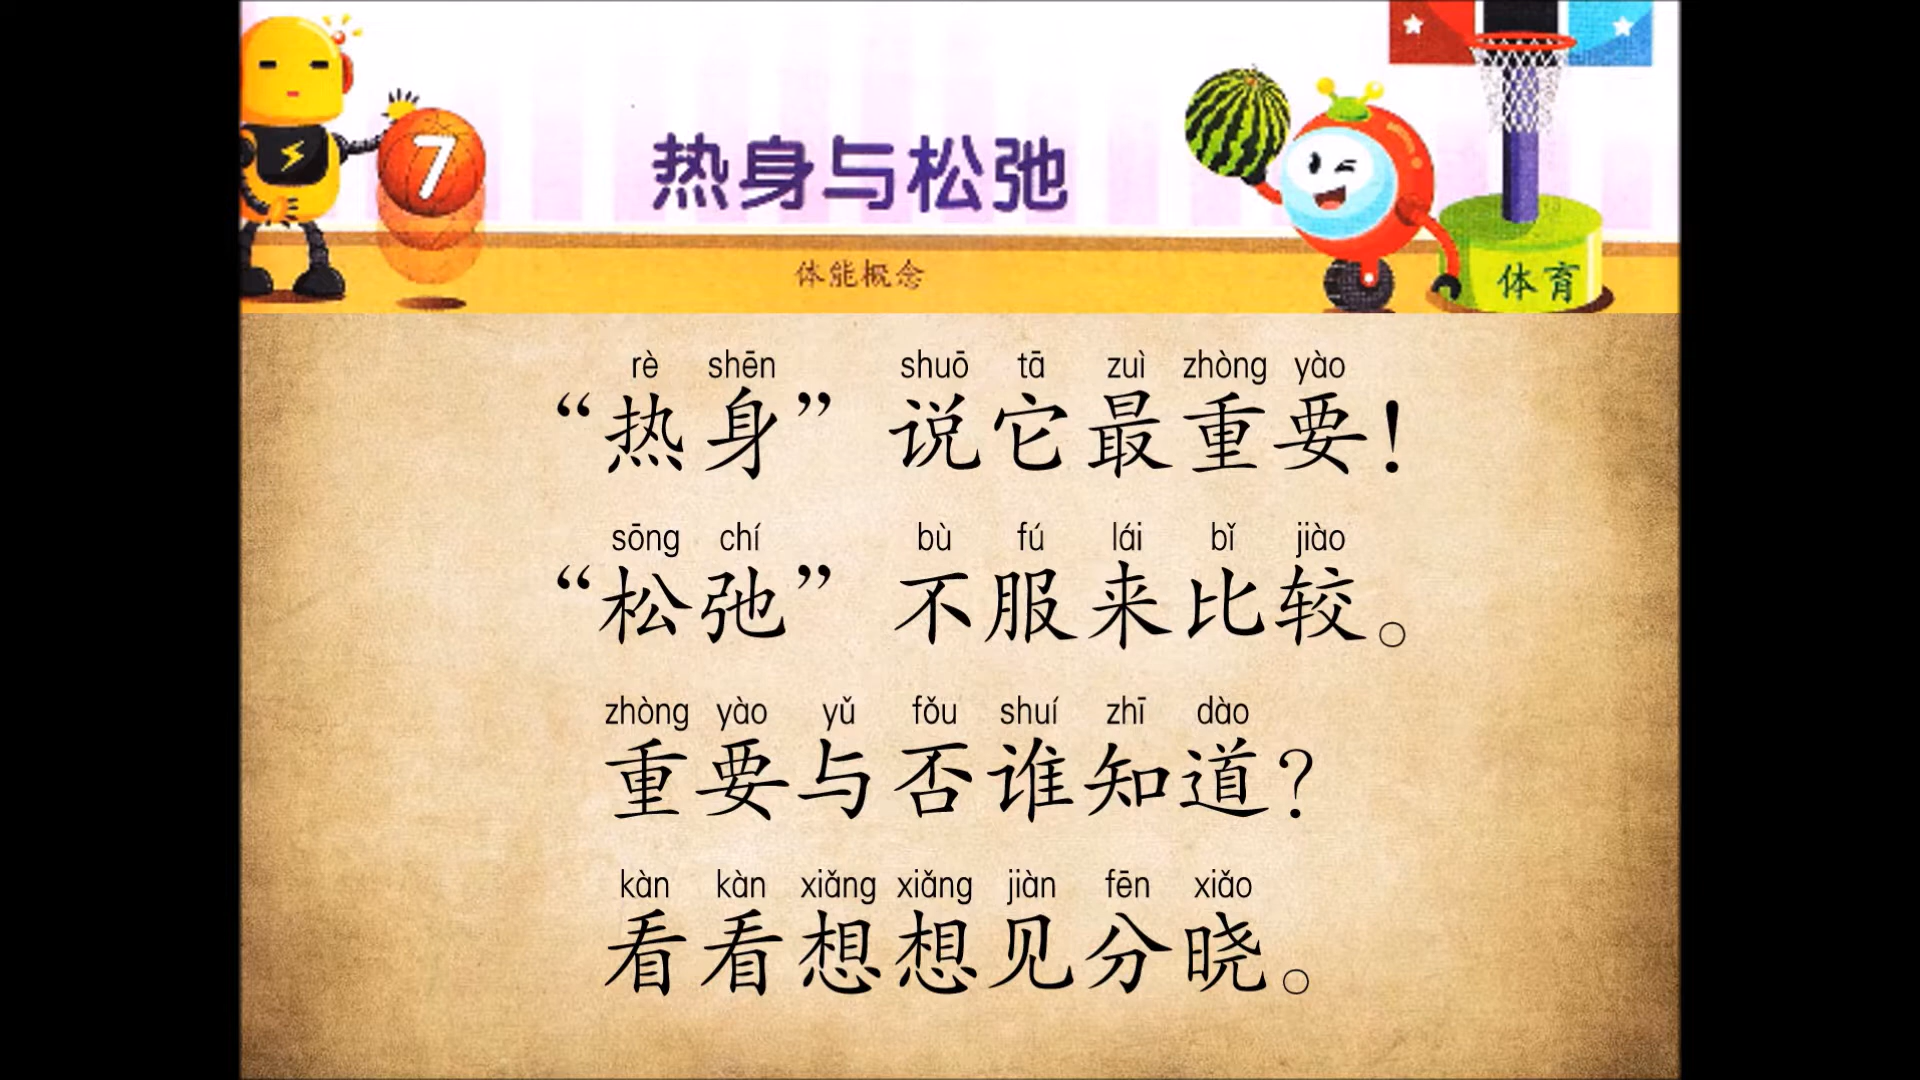 7
热身与松弛
体能概念
体育
rè shēn shuō tā zuì zhòng yào
“热身”说它最重要！
sōng chí bù fú lái bǐ jiào
“松弛”不服来比较。
zhòng yào yǔ fǒu shuí zhī dào
重要与否谁知道？
kàn kàn xiǎng xiǎng jiàn fēn xiǎo
看看想想见分晓。